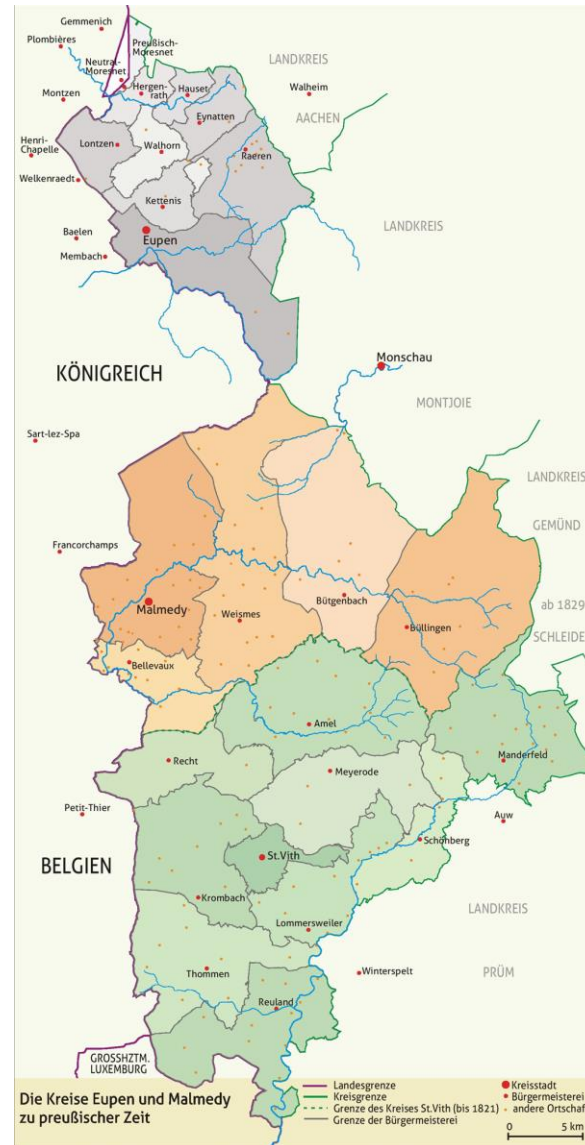 Gemmenich
Plombières
Preußisch-
Moresnet
Neutral-
Moresnet
LANDKREIS
Hergen-
rath
Hauset
Walheim
Montzen
AACHEN
Eynatten
Henri-
Chapelle
Lontzen
Walhorn
Raeren
Welkenraedt
Kettenis
LANDKREIS
Baelen
Eupen
Membach
Monschau
KÖNIGREICH
MONTJOIE
Sart-lez-Spa
LANDKREIS
GEMÜND
Francorchamps
Malmedy
Weismes
Bütgenbach
ab 1829
Büllingen
SCHLEIDE
Bellevaux
Amel
Recht
Meyerode
Manderfeld
Petit-Thier
Auw
Schönberg
BELGIEN
St.Vith
Krombach
LANDKREIS
Lommersweiler
Thommen
Winterspelt
PRÜM
Reuland
GROSSHZTM.
LUXEMBURG
Die Kreise Eupen und Malmedy
zu preußischer Zeit
Landesgrenze
Kreisgrenze
Grenze des Kreises St.Vith (bis 1821)
Grenze der Bürgermeisterei
Kreisstadt
Bürgermeisterei
andere Ortschaf
0 5 km